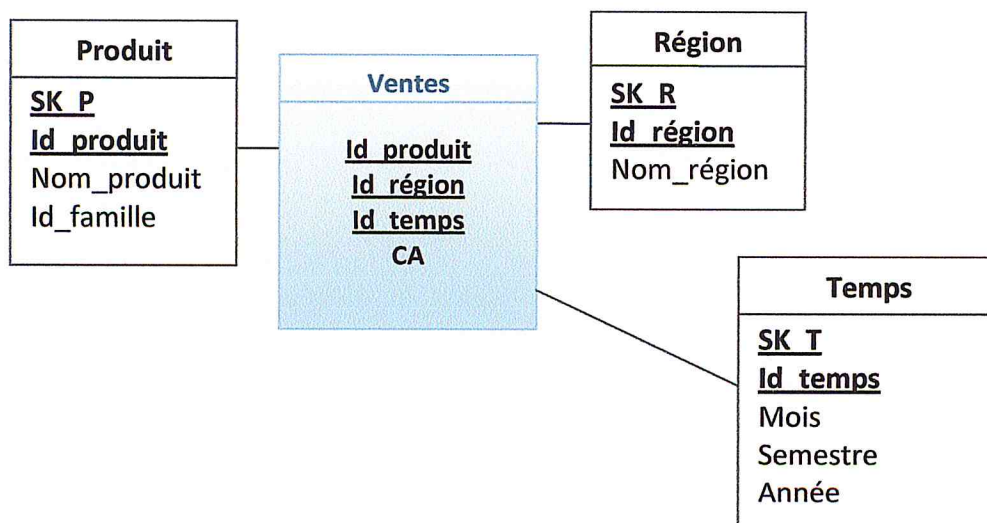 Produit
SK_P
Id_produit
Nom_produit
Id_famille
Ventes
Id_produit
Id_région
Id_temps
CA
Région
SK_R
Id_région
Nom_région
Temps
SK_T
Id_temps
Mois
Semestre
Année